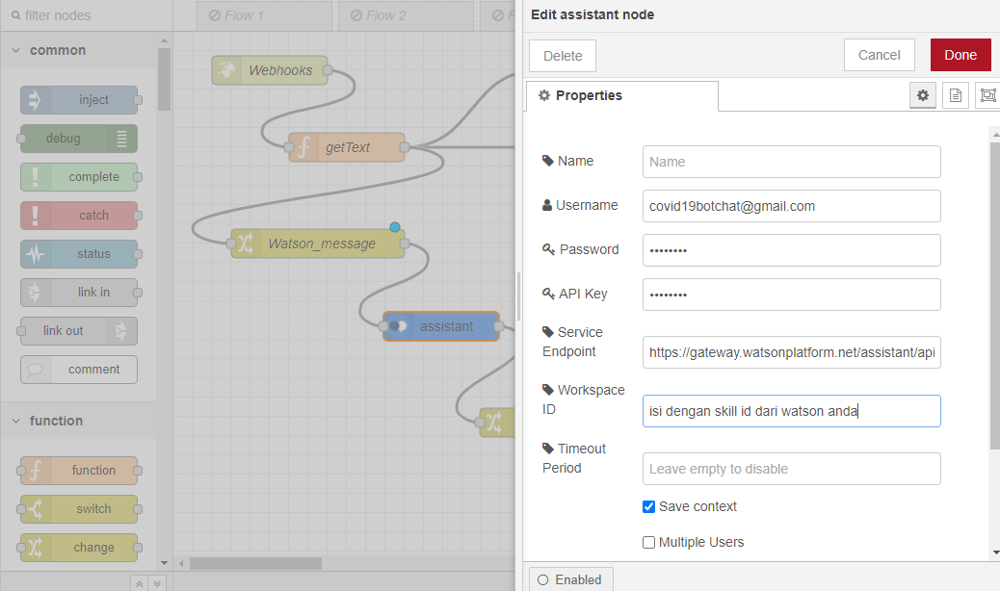 filter nodes
common
inject
debug
complete
catch
status
link in
link out
comment
function
function
switch
change
Flow 1
Flow 2
F
Webhooks
getText
Watson_message
assistant
Edit assistant node
Delete
Cancel
Done
Properties
Name
Name
Username
covid19botchat@gmail.com
Password
••••••••
API Key
••••••••
Service
Endpoint
https://gateway.watsonplatform.net/assistant/api
Workspace
ID
isi dengan skill id dari watson anda
Timeout
Period
Leave empty to disable
Save context
Multiple Users
Enabled